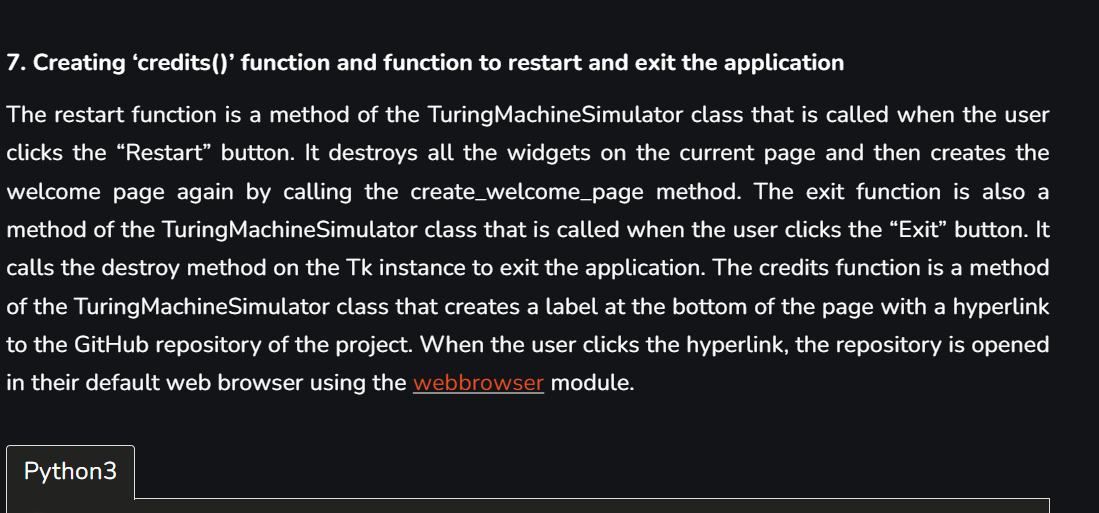 7. Creating ‘credits()’ function and function to restart and exit the application
The restart function is a method of the TuringMachineSimulator class that is called when the user
clicks the “Restart” button. It destroys all the widgets on the current page and then creates the
welcome page again by calling the create_welcome_page method. The exit function is also a
method of the TuringMachineSimulator class that is called when the user clicks the “Exit” button. It
calls the destroy method on the Tk instance to exit the application. The credits function is a method
of the TuringMachineSimulator class that creates a label at the bottom of the page with a hyperlink
to the GitHub repository of the project. When the user clicks the hyperlink, the repository is opened
in their default web browser using the webbrowser module.
Python3